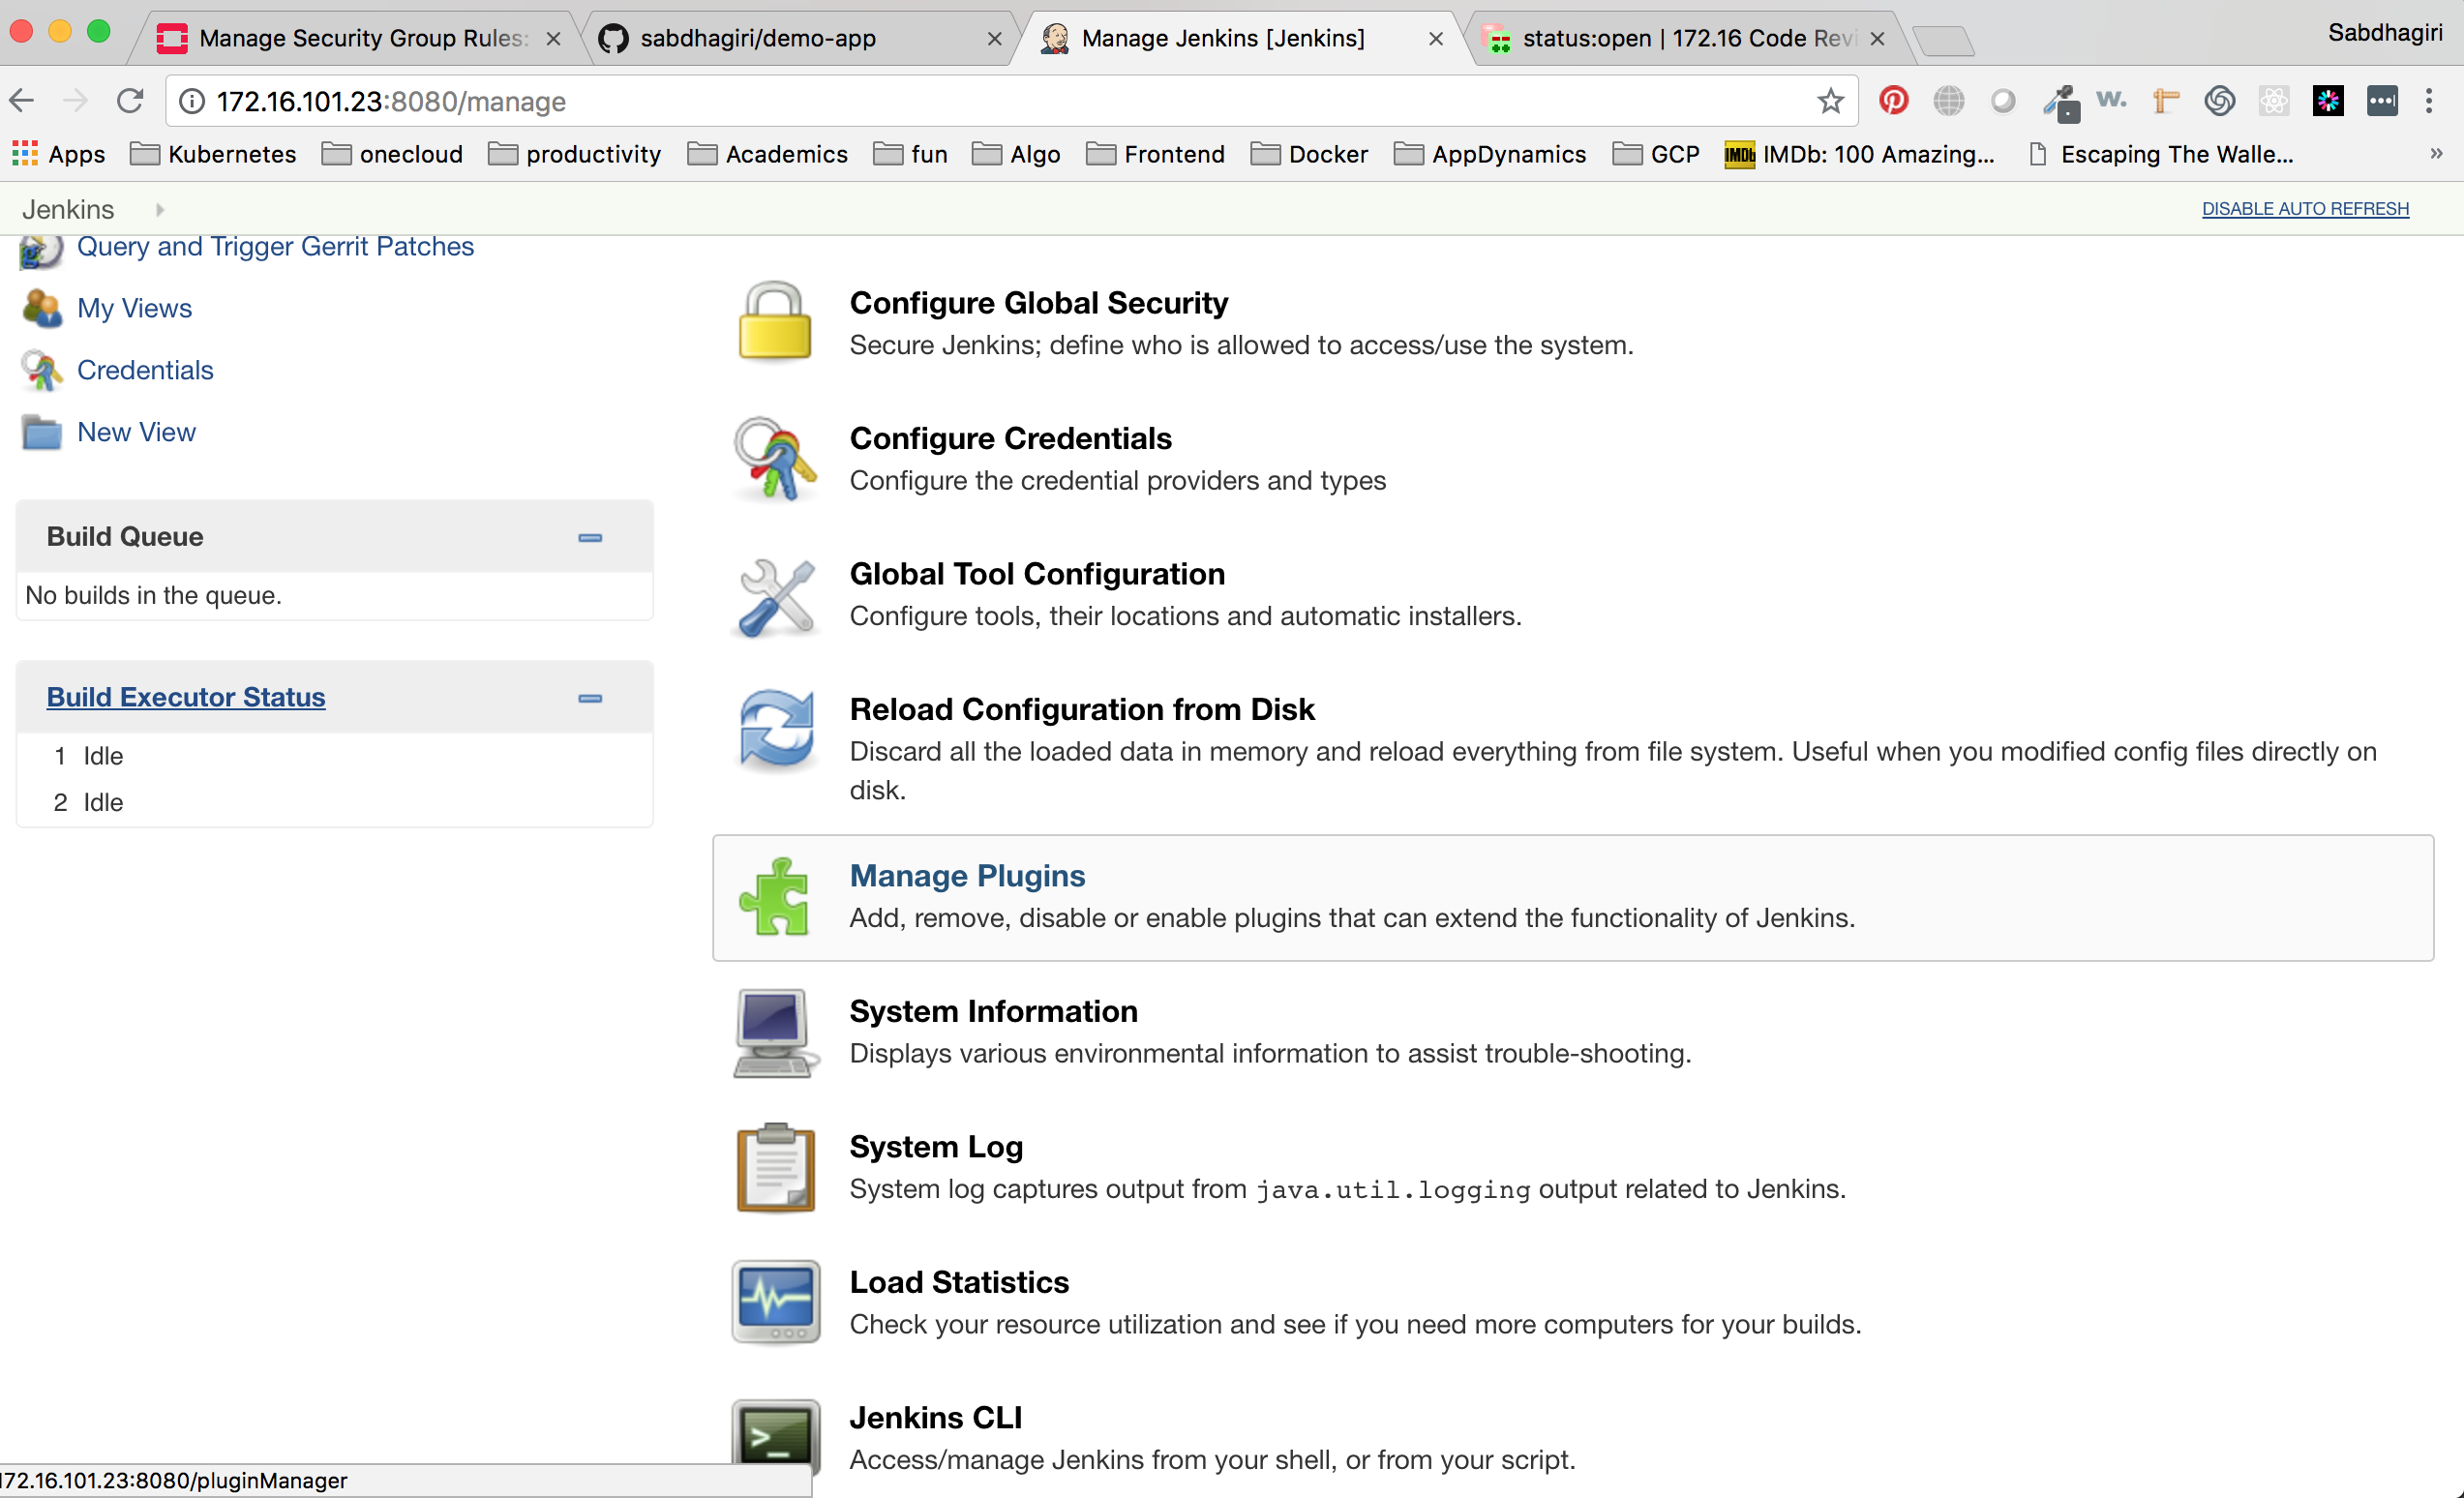 Manage Security Group Rules:
sabdhagiri/demo-app
Manage Jenkins [Jenkins]
status:open | 172.16 Code Revi
Sabdhagiri
172.16.101.23:8080/manage
Apps
Kubernetes
onecloud
productivity
Academics
fun
Algo
Frontend
Docker
AppDynamics
GCP
IMDb
IMDb: 100 Amazing...
Escaping The Walle...
»
Jenkins
DISABLE AUTO REFRESH
Query and Trigger Gerrit Patches
My Views
Credentials
New View
Build Queue
No builds in the queue.
Build Executor Status
1 Idle
2 Idle
Configure Global Security
Secure Jenkins; define who is allowed to access/use the system.
Configure Credentials
Configure the credential providers and types
Global Tool Configuration
Configure tools, their locations and automatic installers.
Reload Configuration from Disk
Discard all the loaded data in memory and reload everything from file system. Useful when you modified config files directly on
disk.
Manage Plugins
Add, remove, disable or enable plugins that can extend the functionality of Jenkins.
System Information
Displays various environmental information to assist trouble-shooting.
System Log
System log captures output from java.util.logging output related to Jenkins.
Load Statistics
Check your resource utilization and see if you need more computers for your builds.
Jenkins CLI
Access/manage Jenkins from your shell, or from your script.
172.16.101.23:8080/pluginManager